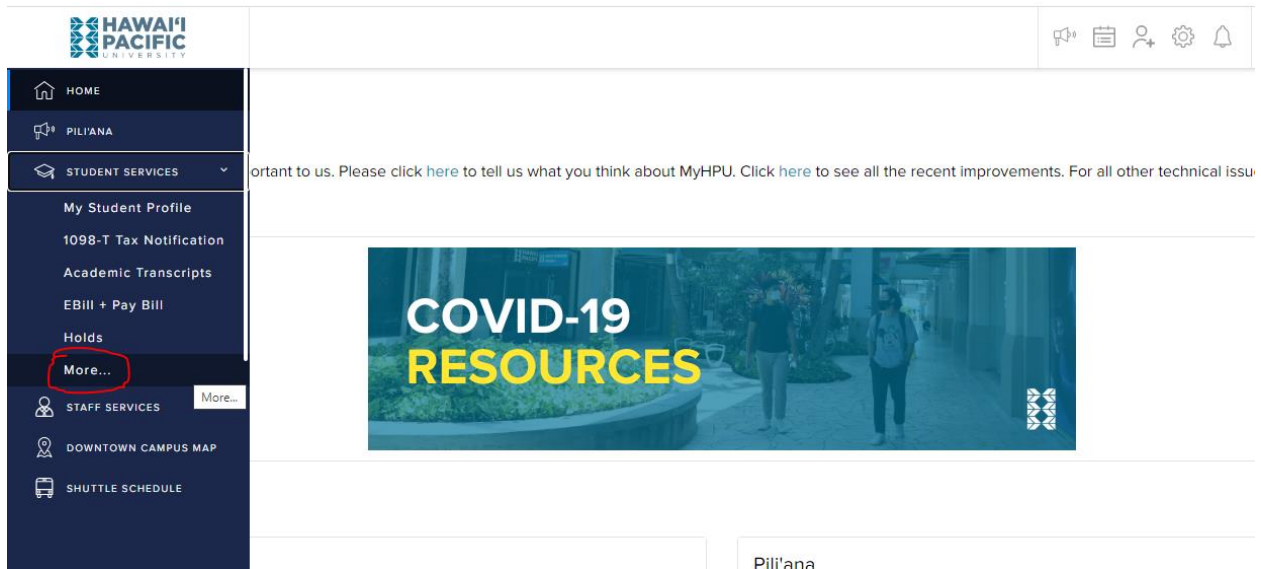 HAWAI‘I
PACIFIC
UNIVERSITY
HOME
PILI'ANA
STUDENT SERVICES
My Student Profile
1098-T Tax Notification
Academic Transcripts
EBill + Pay Bill
Holds
More...
More...
STAFF SERVICES
DOWNTOWN CAMPUS MAP
SHUTTLE SCHEDULE
ortant to us. Please click here to tell us what you think about MyHPU. Click here to see all the recent improvements. For all other technical issu
COVID-19
RESOURCES
Pili'ana